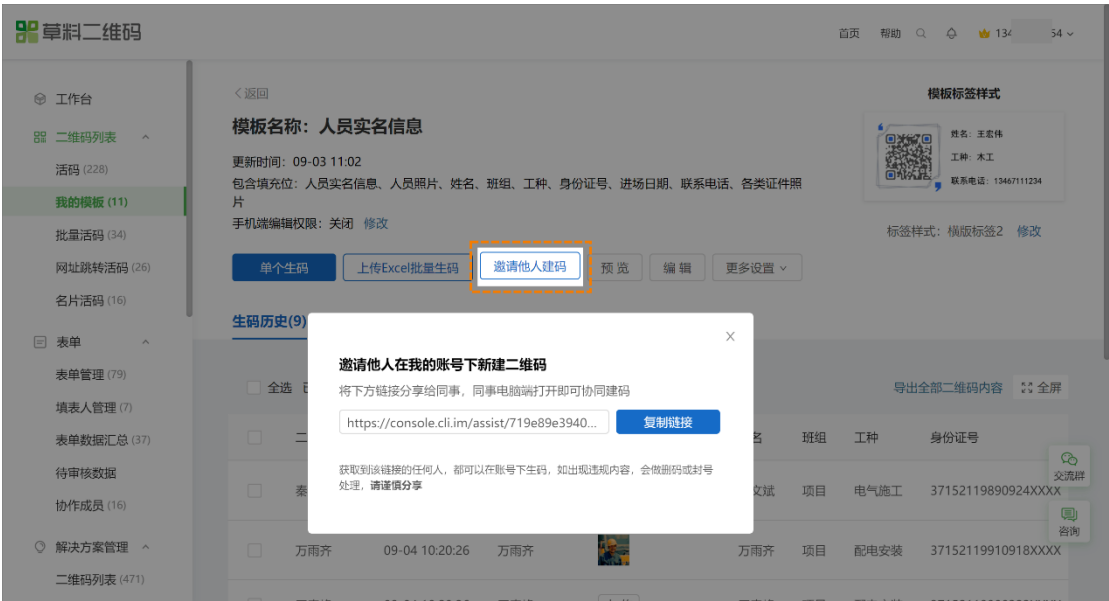 草料二维码
首页 帮助 134 54
工作台
二维码列表
活码 (228)
我的模板 (11)
批量活码 (34)
网址跳转活码 (26)
名片活码 (16)
表单
表单管理 (79)
填表人管理 (7)
表单数据汇总 (37)
待审核数据
协作成员 (16)
解决方案管理
二维码列表 (471)
返回
模板名称：人员实名信息
更新时间：09-03 11:02
包含填充位：人员实名信息、人员照片、姓名、班组、工种、身份证号、进场日期、联系电话、各类证件照
片
手机端编辑权限：关闭 修改
模板标签样式
姓名：王宏伟
工种：木工
联系电话：13467111234
标签样式：横版标签2 修改
单个生码 上传Excel批量生码 邀请他人建码 预览 编辑 更多设置
生码历史(9)
邀请他人在我的账号下新建二维码
将下方链接分享给同事，同事电脑端打开即可协同建码
https://console.cli.im/assist/719e89e3940... 复制链接
获取到该链接的任何人，都可以在账号下生码，如出现违规内容，会做删码或封号
处理，请谨慎分享
全选 导出全部二维码内容 全屏
二 名 班组 工种 身份证号
秦 文斌 项目 电气施工 37152119890924XXXX
万雨齐 09-04 10:20:26 万雨齐 万雨齐 项目 配电安装 37152119910918XXXX
交流群
咨询